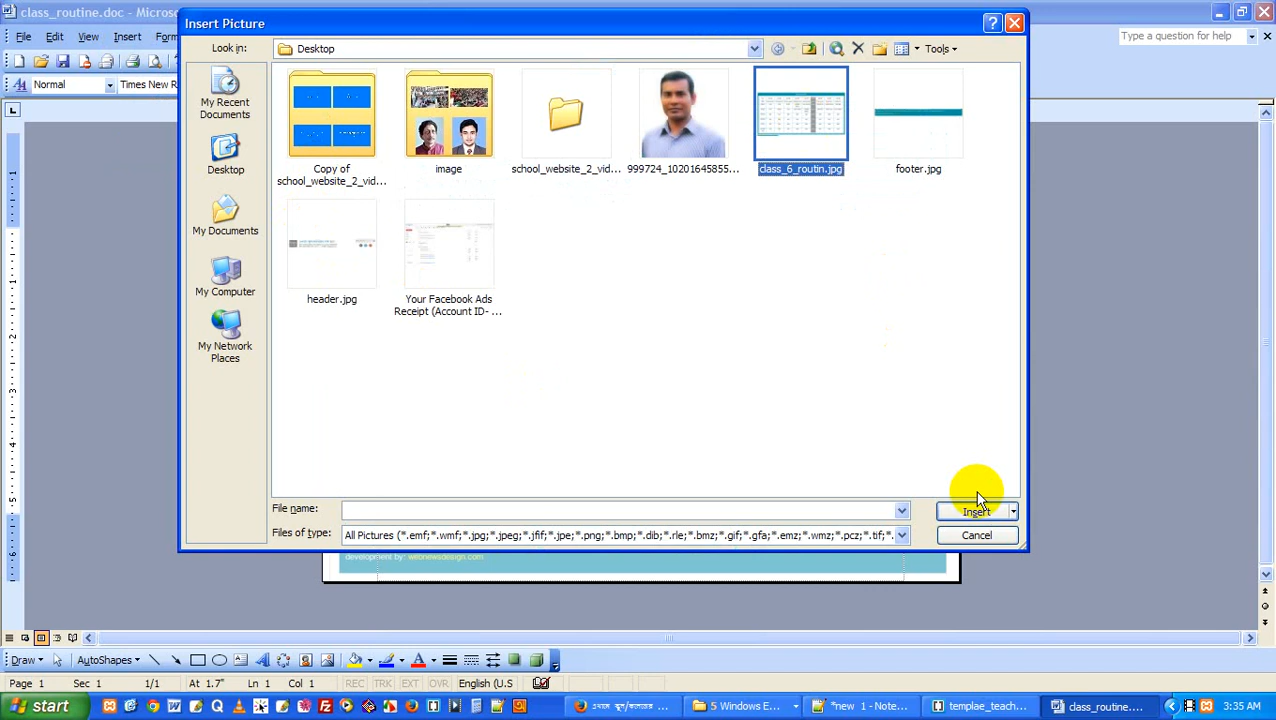 class_routine.doc - Micros
Insert Picture
File Edit View Insert Form
Type a question for help
Look in: Desktop Tools
Normal Times New R
My Recent Documents
Desktop
My Documents
My Computer
My Network Places
Copy of school_website_2_vid...
image
school_website_2_vid...
999724_10201645855...
class_6_routin.jpg
footer.jpg
header.jpg
Your Facebook Ads Receipt (Account ID- ...
File name:
Insert
Files of type: All Pictures (*.emf;*.wmf;*.jpg;*.jpeg;*.jfif;*.jpe;*.png;*.bmp;*.dib;*.rle;*.bmz;*.gif;*.gfa;*.emz;*.wmz;*.pcz;*.tif;*.
Cancel
development by: webnewsdesign.com
Draw AutoShapes
Page 1 Sec 1 1/1 At 1.7" Ln 1 Col 1 REC TRK EXT OVR English (U.S
start
5 Windows E...
*new 1 - Note...
templae_teach...
class_routine....
3:35 AM